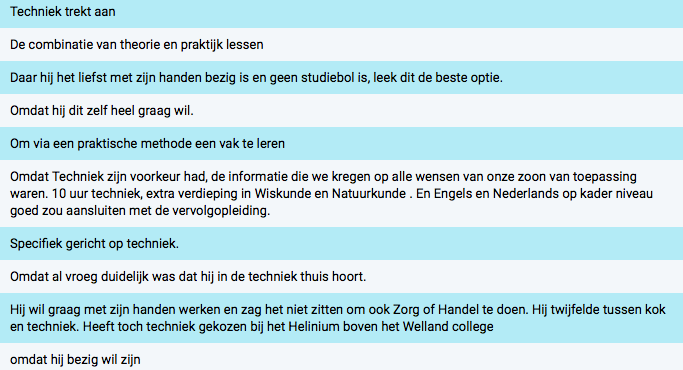 Techniek trekt aan
De combinatie van theorie en praktijk lessen
Daar hij het liefst met zijn handen bezig is en geen studiebol is, leek dit de beste optie.
Omdat hij dit zelf heel graag wil.
Om via een praktische methode een vak te leren
Omdat Techniek zijn voorkeur had, de informatie die we kregen op alle wensen van onze zoon van toepassing
waren. 10 uur techniek, extra verdieping in Wiskunde en Natuurkunde . En Engels en Nederlands op kader niveau
goed zou aansluiten met de vervolgopleiding.
Specifiek gericht op techniek.
Omdat al vroeg duidelijk was dat hij in de techniek thuis hoort.
Hij wil graag met zijn handen werken en zag het niet zitten om ook Zorg of Handel te doen. Hij twijfelde tussen kok
en techniek. Heeft toch techniek gekozen bij het Helinium boven het Welland college
omdat hij bezig wil zijn